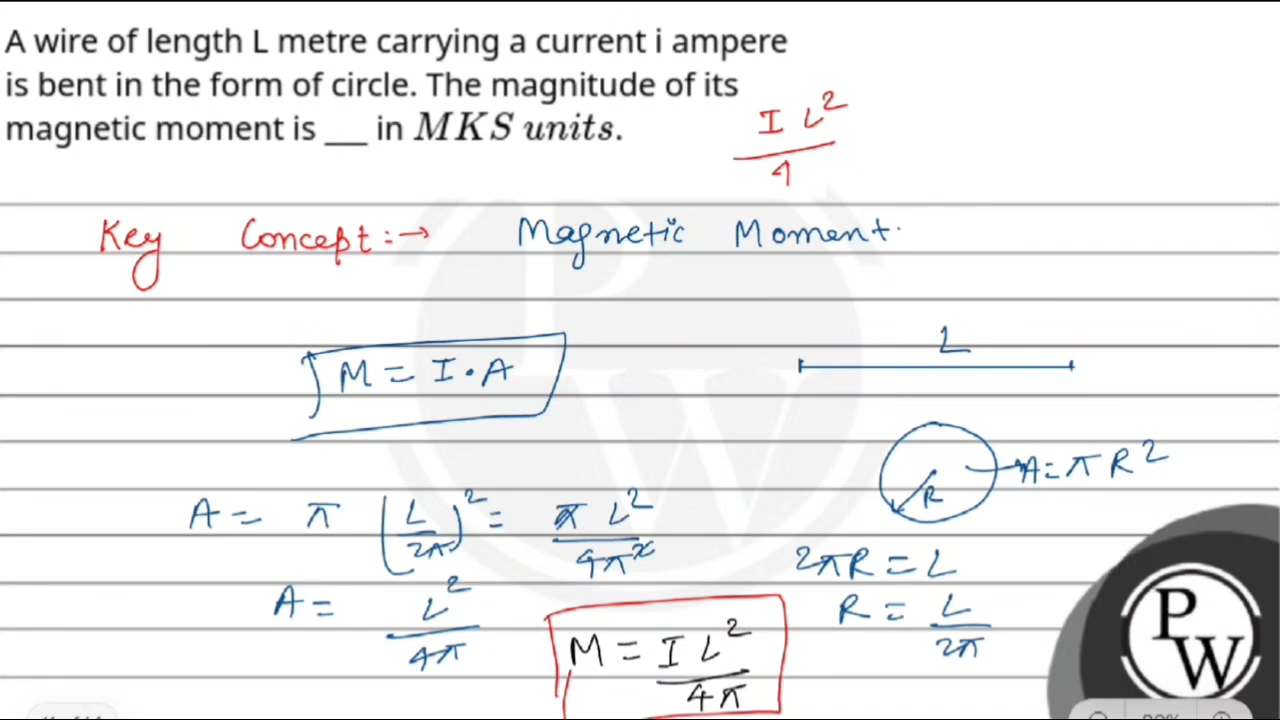 A wire of length L metre carrying a current i ampere
is bent in the form of circle. The magnitude of its
magnetic moment is __ in MKS units.
I L²
4
Key Concept:→ Magnetic Moment.
M = I·A
L
A = πR²
R
A = π (L/2π)² = πL²/4π²
2πR = L
A = L²/4π
R = L/2π
M = I L²/4π
P
W
PW